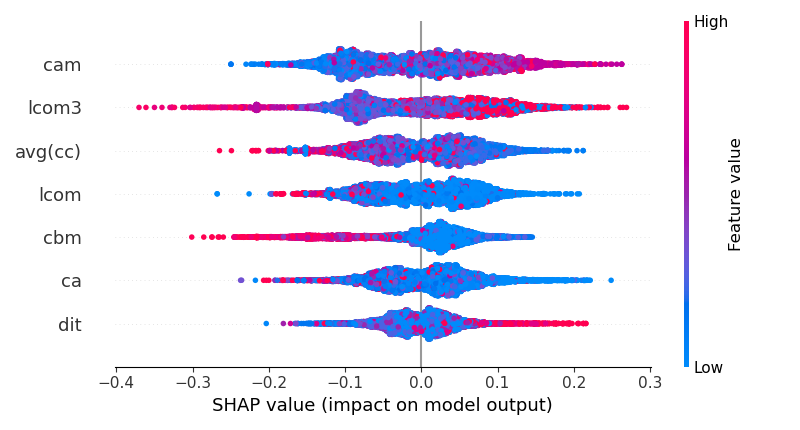 High
cam
lcom3
avg(cc)
lcom
cbm
ca
dit
Feature value
Low
−0.4 −0.3 −0.2 −0.1 0.0 0.1 0.2 0.3
SHAP value (impact on model output)